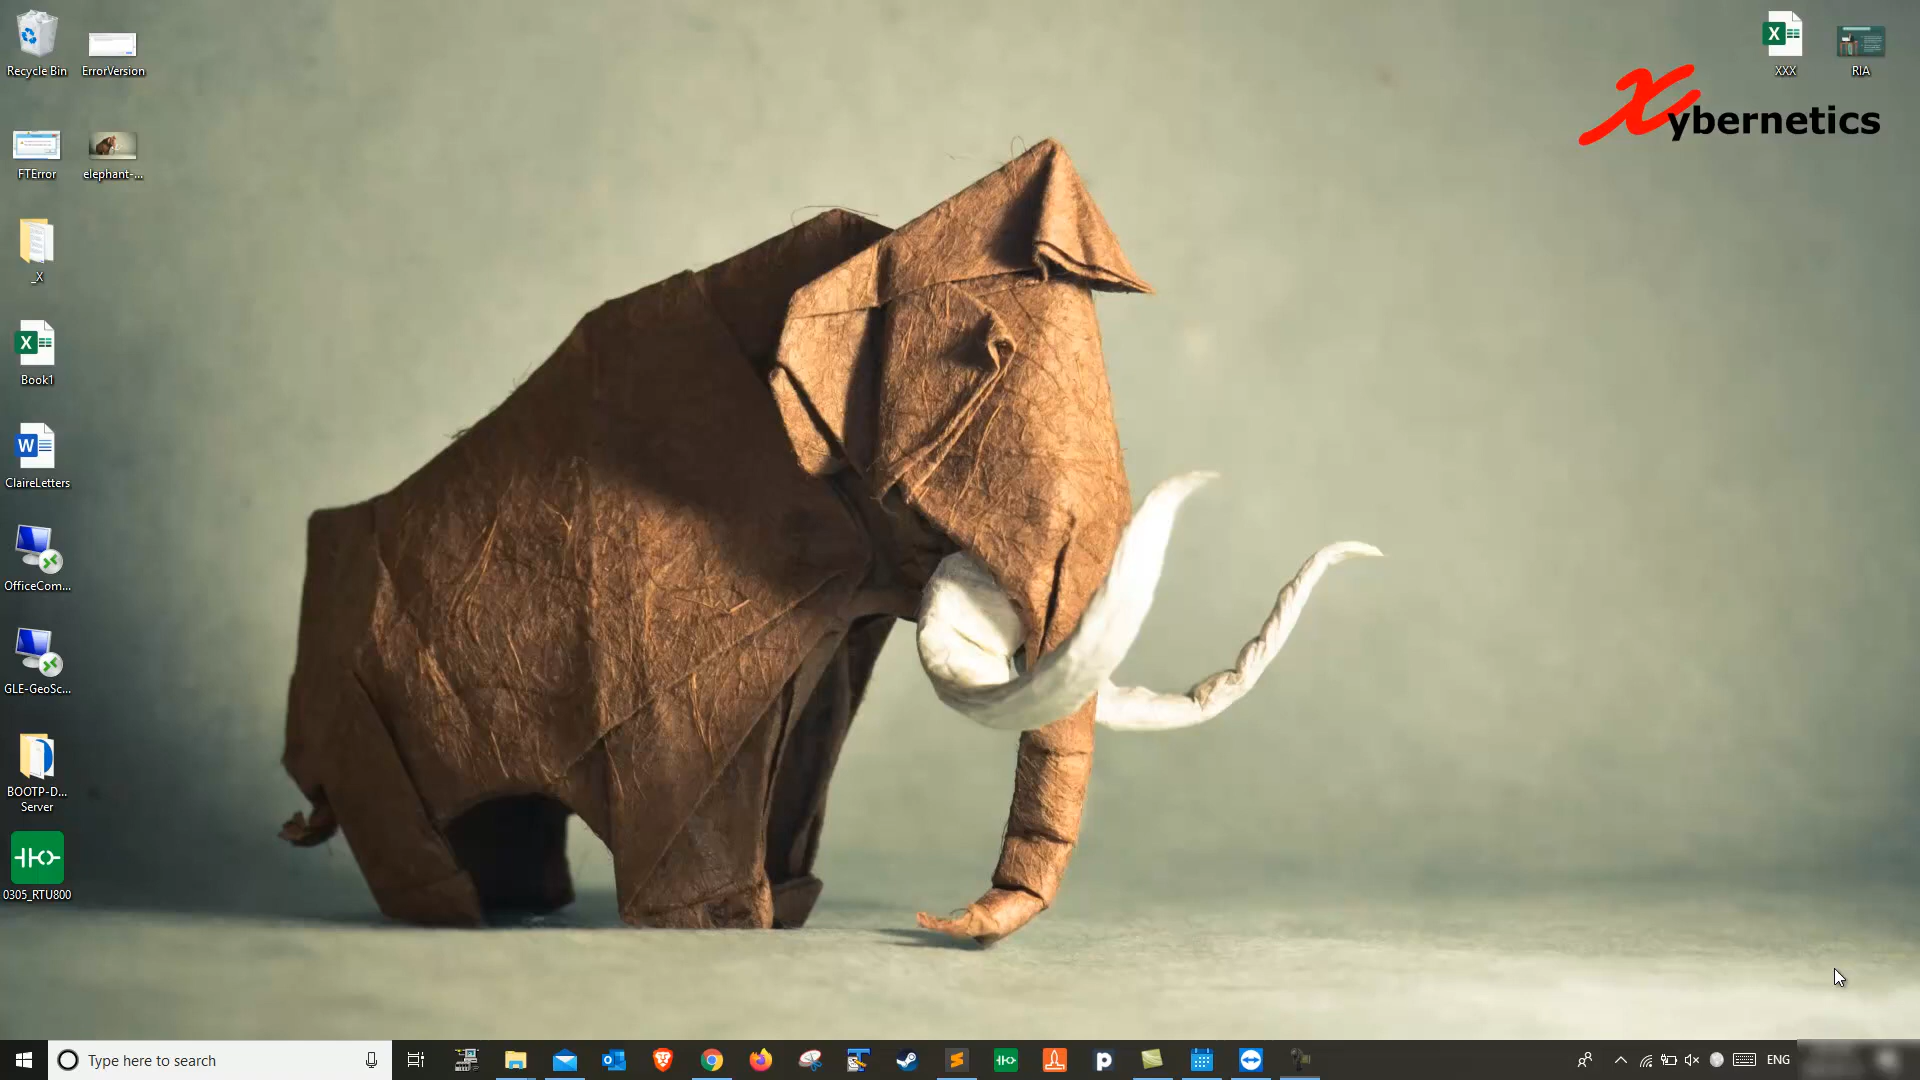 Recycle Bin
ErrorVersion
FTError
elephant-...
_X
Book1
ClaireLetters
OfficeCom...
GLE-GeoSc...
BOOTP-D...
Server
0305_RTU800
XXX
RIA
Xybernetics
Type here to search
ENG